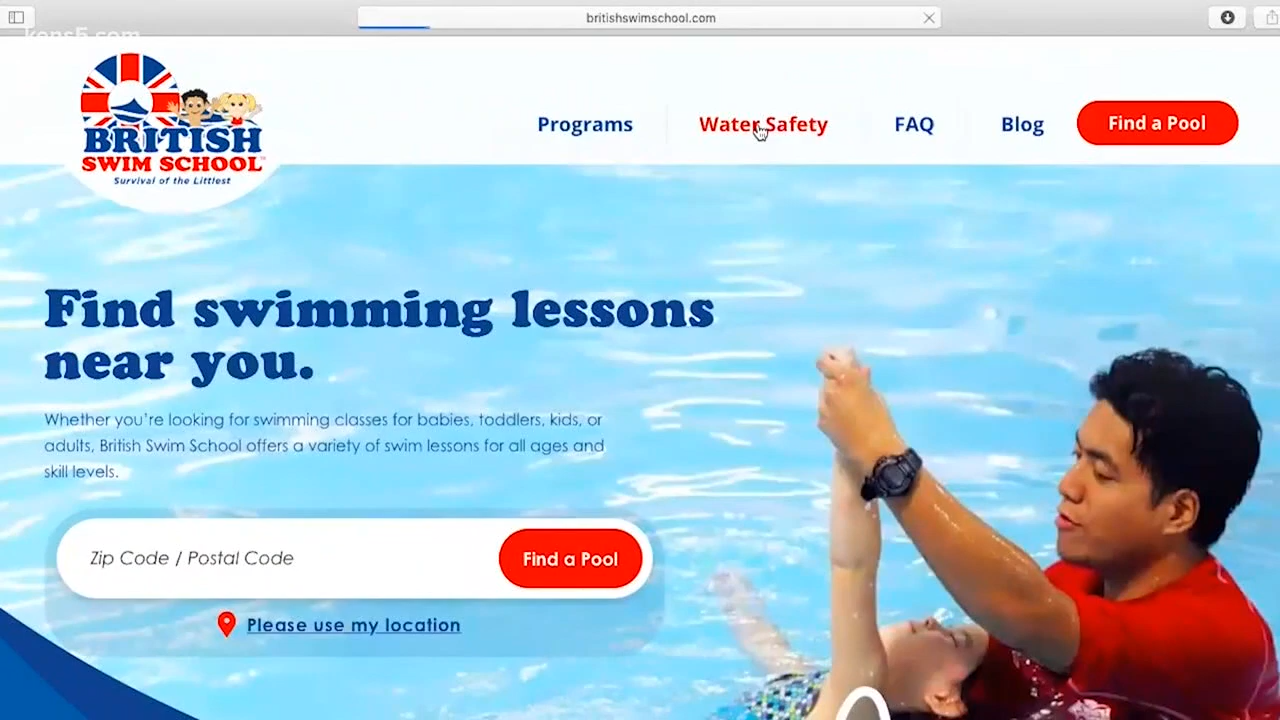 britishswimschool.com
kens5.com
BRITISH
SWIM SCHOOL
Survival of the Littlest
Programs
Water Safety
FAQ
Blog
Find a Pool
Find swimming lessons
near you.
Whether you're looking for swimming classes for babies, toddlers, kids, or
adults, British Swim School offers a variety of swim lessons for all ages and
skill levels.
Zip Code / Postal Code
Find a Pool
Please use my location